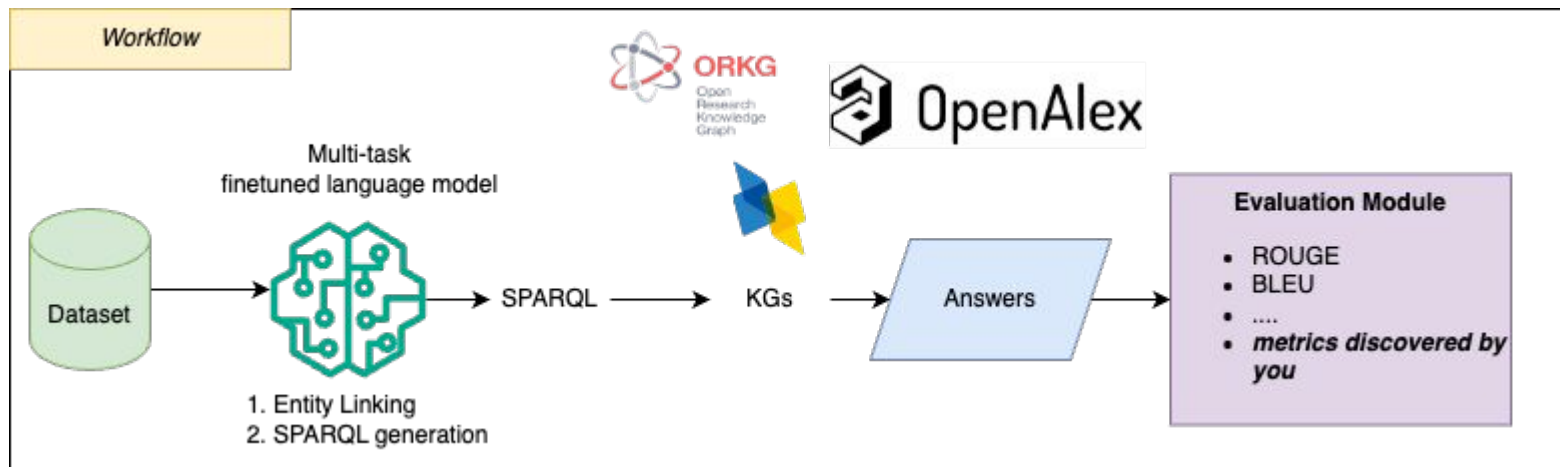 Workflow
ORKG
Open
Research
Knowledge
Graph
OpenAlex
Multi-task
finetuned language model
Dataset
1. Entity Linking
2. SPARQL generation
SPARQL
KGs
Answers
Evaluation Module
• ROUGE
• BLEU
• ....
• metrics discovered by
you